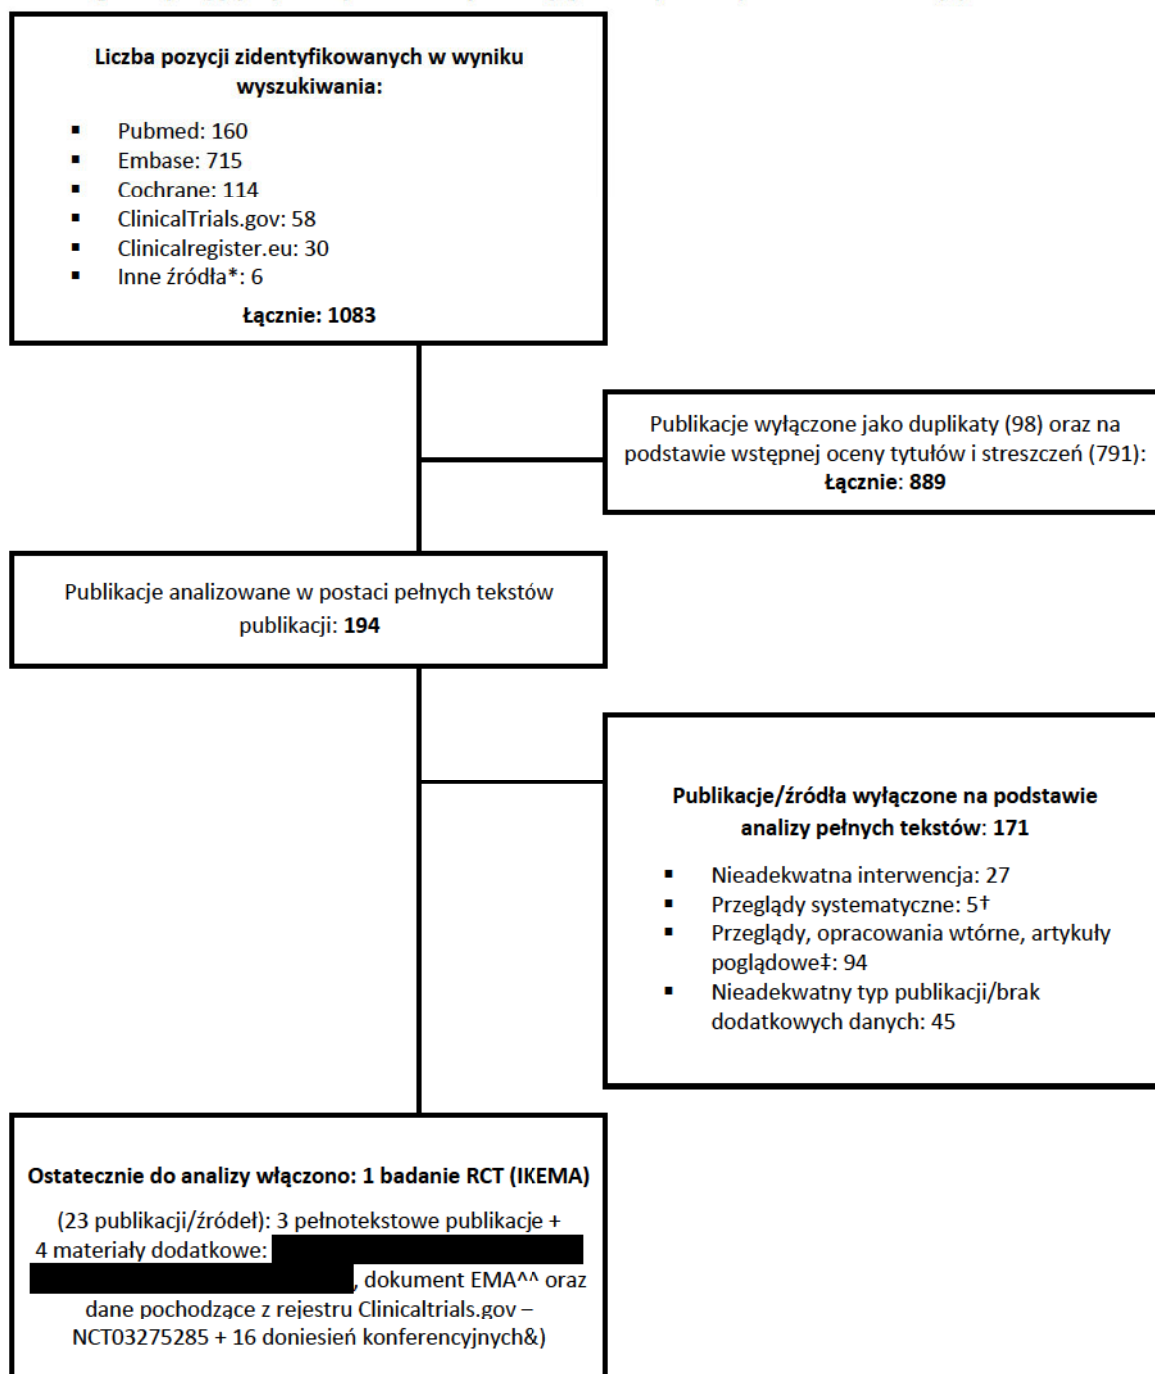 Liczba pozycji zidentyfikowanych w wyniku
wyszukiwania:
▪ Pubmed: 160
▪ Embase: 715
▪ Cochrane: 114
▪ ClinicalTrials.gov: 58
▪ Clinicalregister.eu: 30
▪ Inne źródła*: 6
Łącznie: 1083
Publikacje wyłączone jako duplikaty (98) oraz na
podstawie wstępnej oceny tytułów i streszczeń (791):
Łącznie: 889
Publikacje analizowane w postaci pełnych tekstów
publikacji: 194
Publikacje/źródła wyłączone na podstawie
analizy pełnych tekstów: 171
▪ Nieadekwatna interwencja: 27
▪ Przeglądy systematyczne: 5†
▪ Przeglądy, opracowania wtórne, artykuły
poglądowe‡: 94
▪ Nieadekwatny typ publikacji/brak
dodatkowych danych: 45
Ostatecznie do analizy włączono: 1 badanie RCT (IKEMA)
(23 publikacji/źródeł): 3 pełnotekstowe publikacje +
4 materiały dodatkowe:
, dokument EMA^^ oraz
dane pochodzące z rejestru Clinicaltrials.gov –
NCT03275285 + 16 doniesień konferencyjnych&)